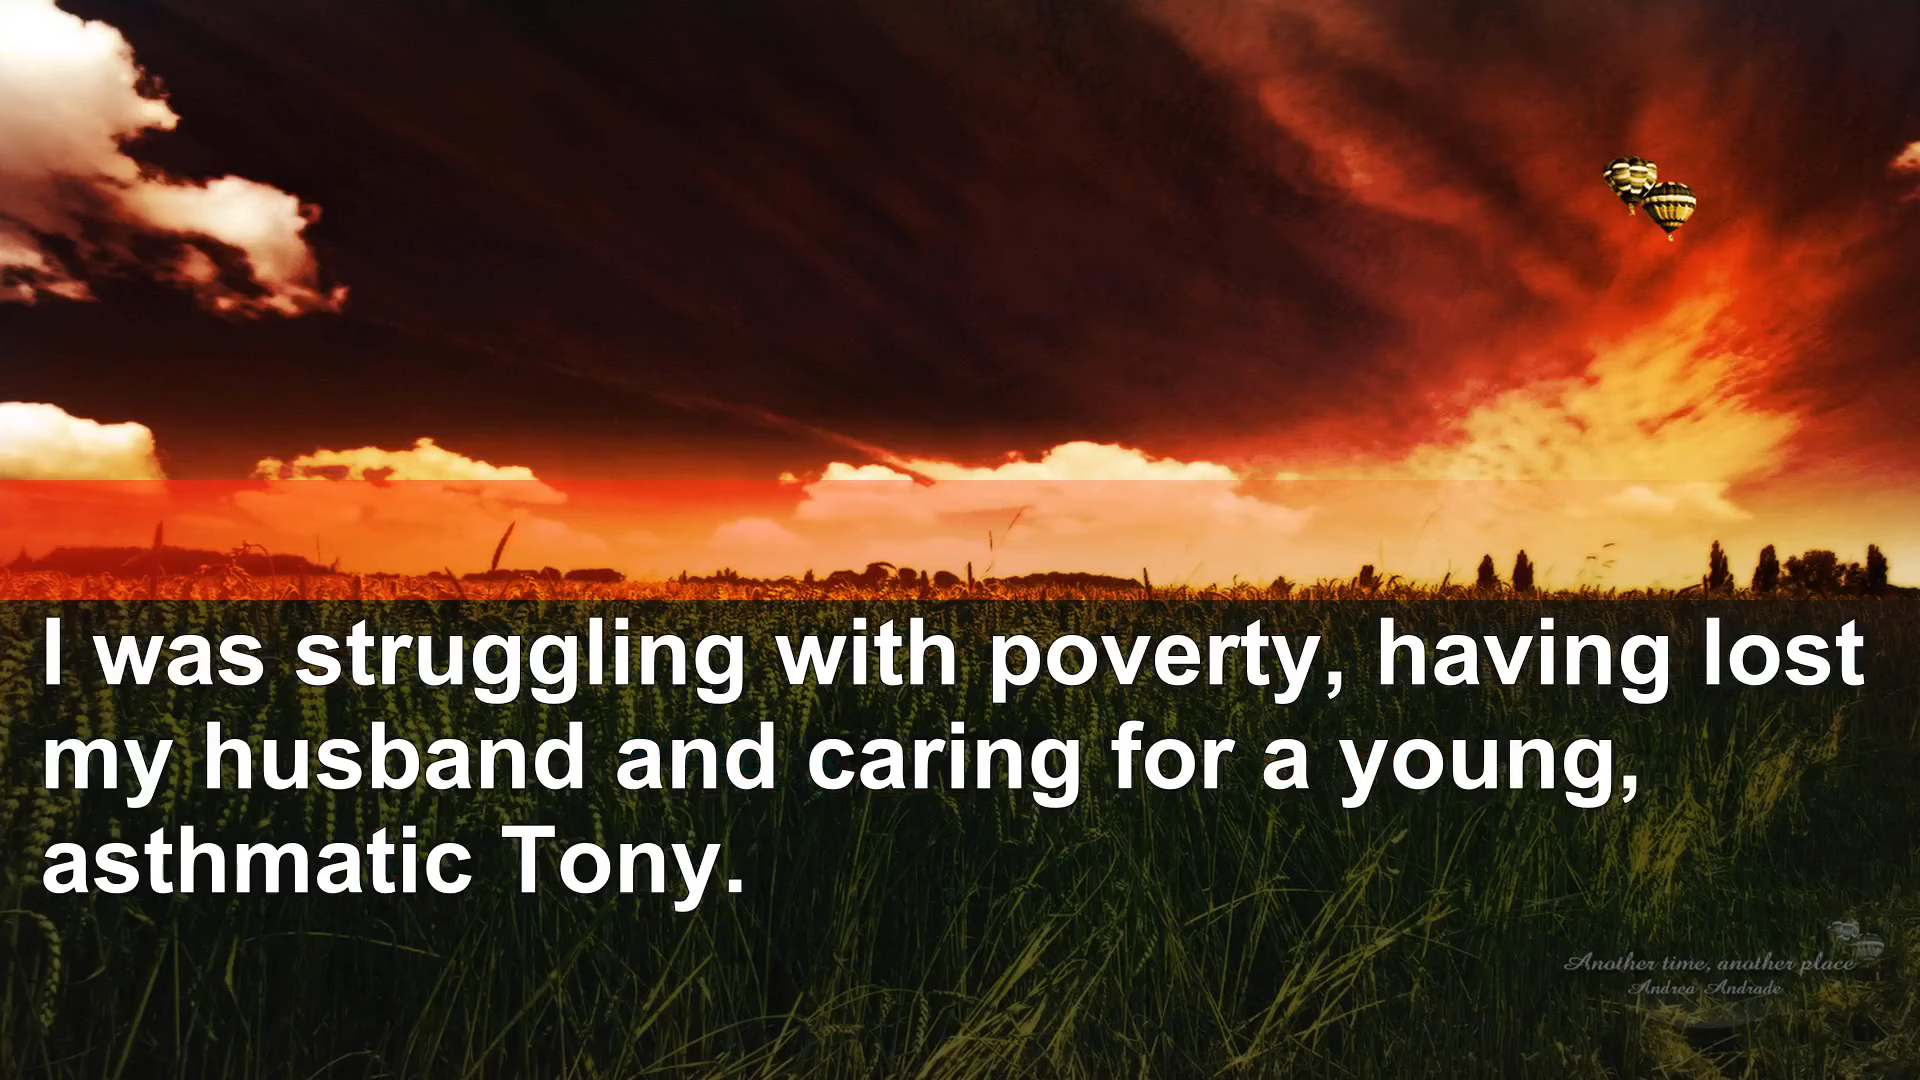 I was struggling with poverty, having lost
my husband and caring for a young,
asthmatic Tony.
Another time, another place
Andrea Andrade